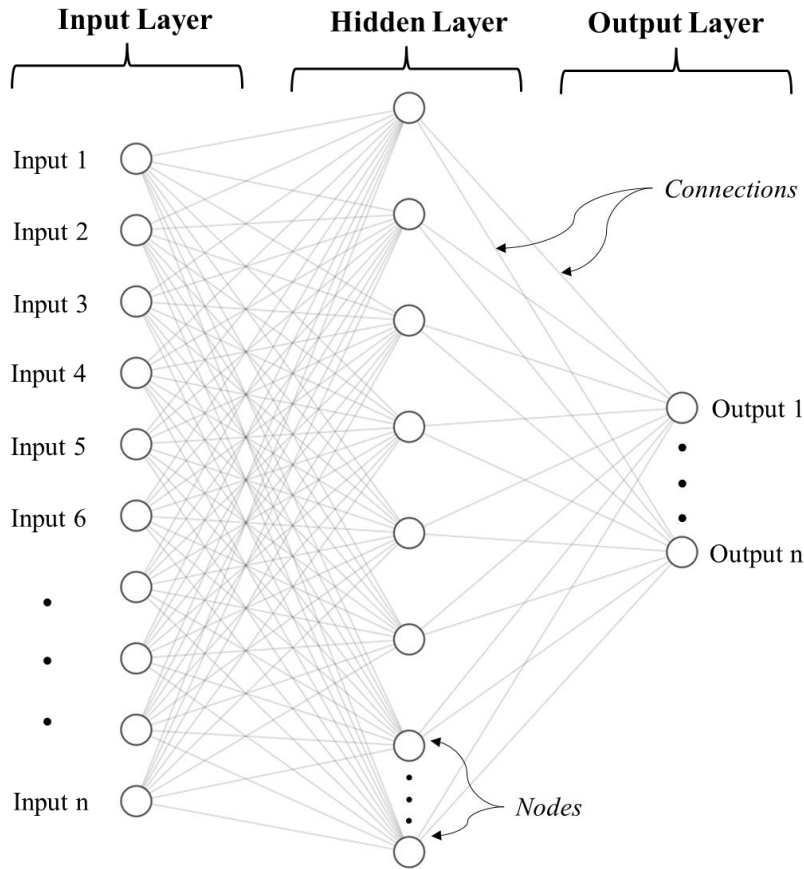 Input Layer
Hidden Layer
Output Layer
Input 1
Input 2
Input 3
Input 4
Input 5
Input 6
Input n
Connections
Output 1
Output n
Nodes